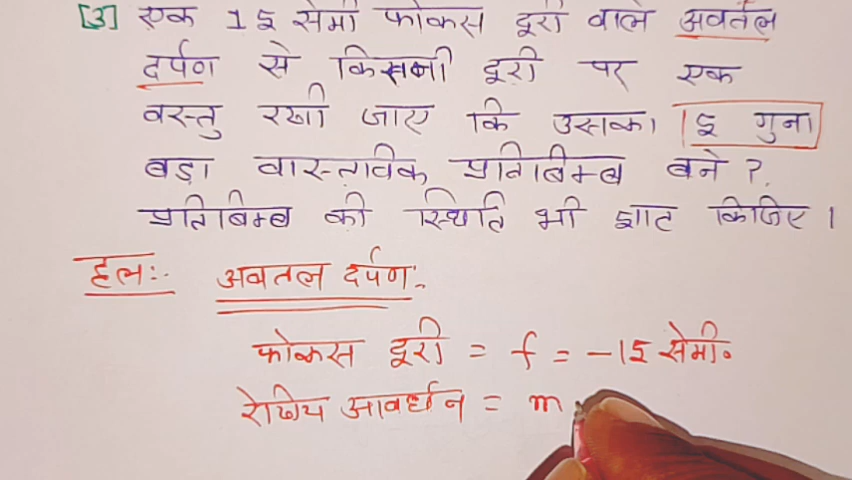 [3] एक 15 सेमी फोकस दूरी वाले अवतल
दर्पण से कितनी दूरी पर एक
वस्तु रखी जाए कि उसका 5 गुना
बड़ा वास्तविक प्रतिबिम्ब बने ?
प्रतिबिम्ब की स्थिति भी ज्ञाट किजिए ।
हल:- अवतल दर्पण:-
फोकस दूरी = f = -15 सेमी.
रेखिय आवर्धन = m